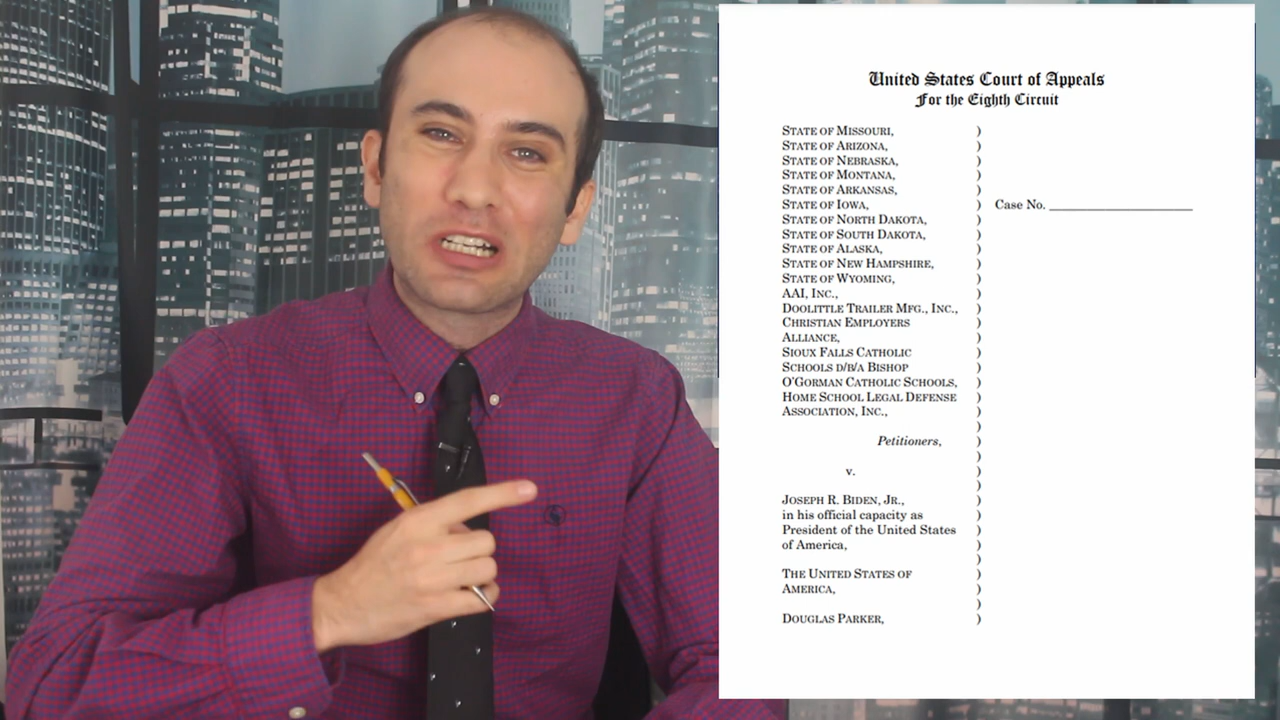 United States Court of Appeals
For the Eighth Circuit
STATE OF MISSOURI, )
STATE OF ARIZONA, )
STATE OF NEBRASKA, )
STATE OF MONTANA, )
STATE OF ARKANSAS, )
STATE OF IOWA, ) Case No. ____________________
STATE OF NORTH DAKOTA, )
STATE OF SOUTH DAKOTA, )
STATE OF ALASKA, )
STATE OF NEW HAMPSHIRE, )
STATE OF WYOMING, )
AAI, INC., )
DOOLITTLE TRAILER MFG., INC., )
CHRISTIAN EMPLOYERS )
ALLIANCE, )
SIOUX FALLS CATHOLIC )
SCHOOLS D/B/A BISHOP )
O'GORMAN CATHOLIC SCHOOLS, )
HOME SCHOOL LEGAL DEFENSE )
ASSOCIATION, INC., )
)
Petitioners, )
)
v. )
)
JOSEPH R. BIDEN, JR., )
in his official capacity as )
President of the United States )
of America, )
)
THE UNITED STATES OF )
AMERICA, )
)
DOUGLAS PARKER, )